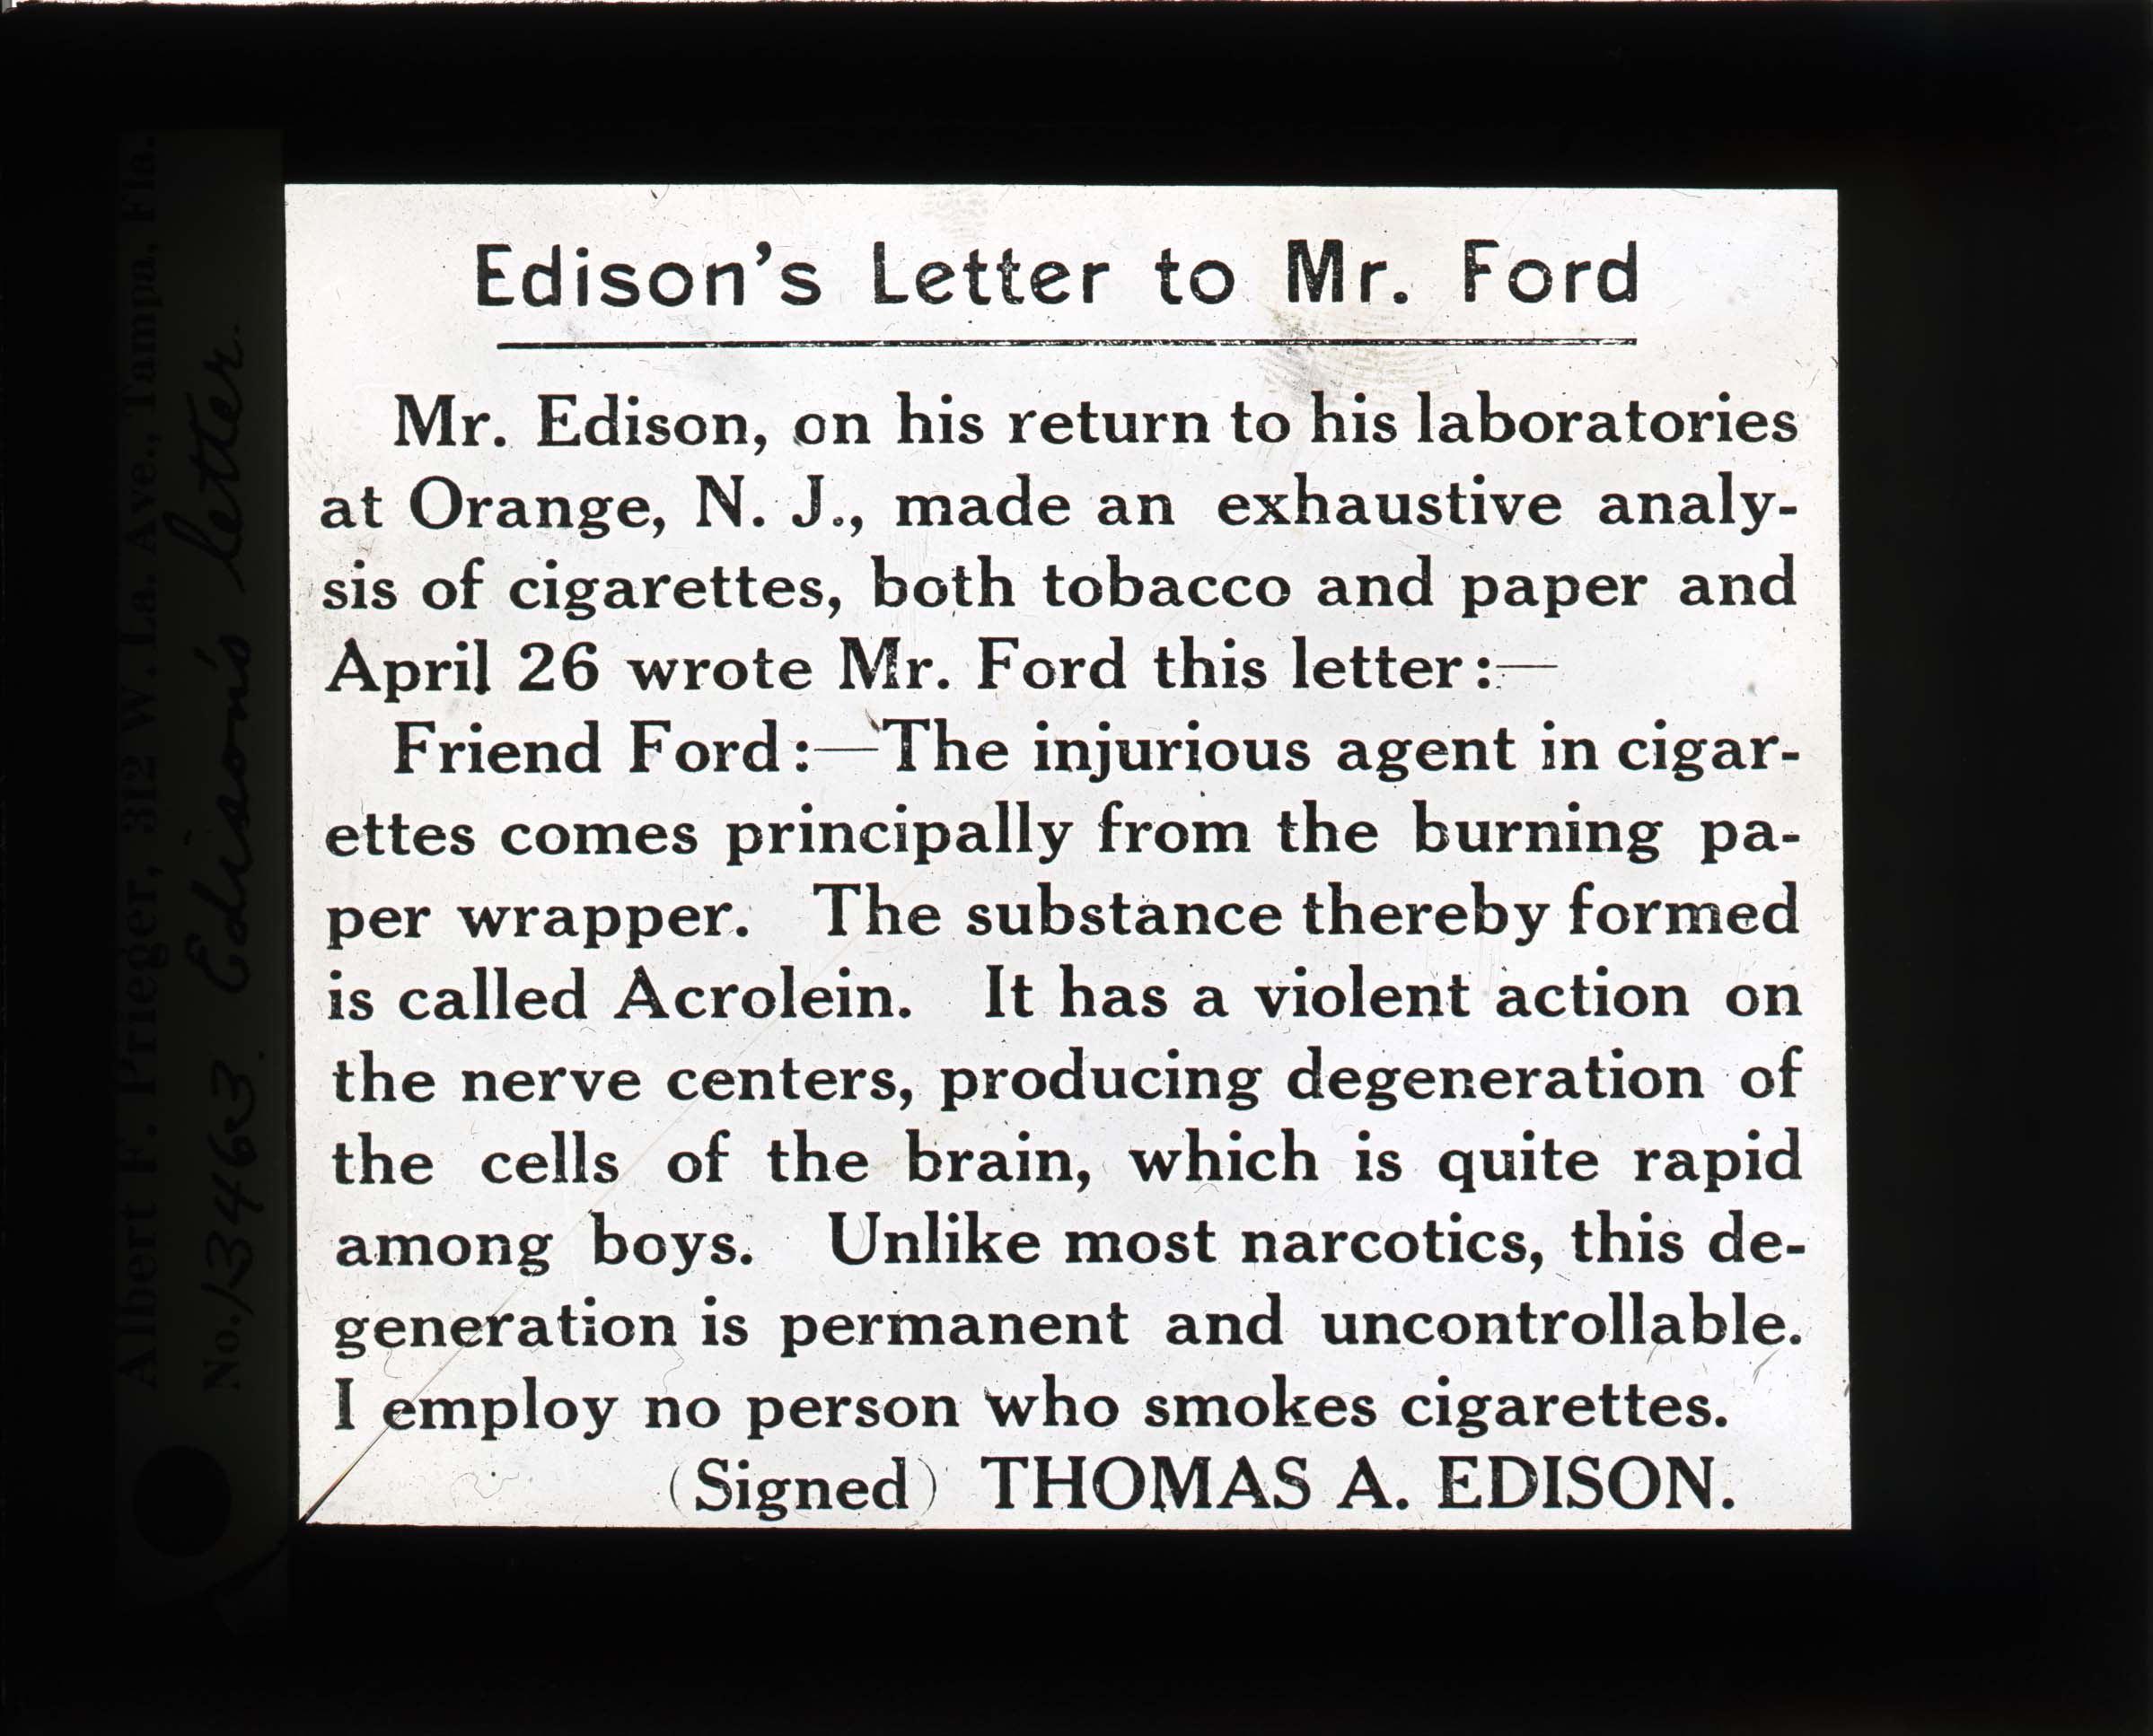 Edison's Letter to Mr. Ford
Mr. Edison, on his return to his laboratories
at Orange, N. J., made an exhaustive analy-
sis of cigarettes, both tobacco and paper and
April 26 wrote Mr. Ford this letter:—
Friend Ford:—The injurious agent in cigar-
ettes comes principally from the burning pa-
per wrapper. The substance thereby formed
is called Acrolein. It has a violent action on
the nerve centers, producing degeneration of
the cells of the brain, which is quite rapid
among boys. Unlike most narcotics, this de-
generation is permanent and uncontrollable.
I employ no person who smokes cigarettes.
(Signed) THOMAS A. EDISON.
Albert F. Prieger, 312 W. La. Ave., Tampa, Fla.
No. 13463. Edison's letter.